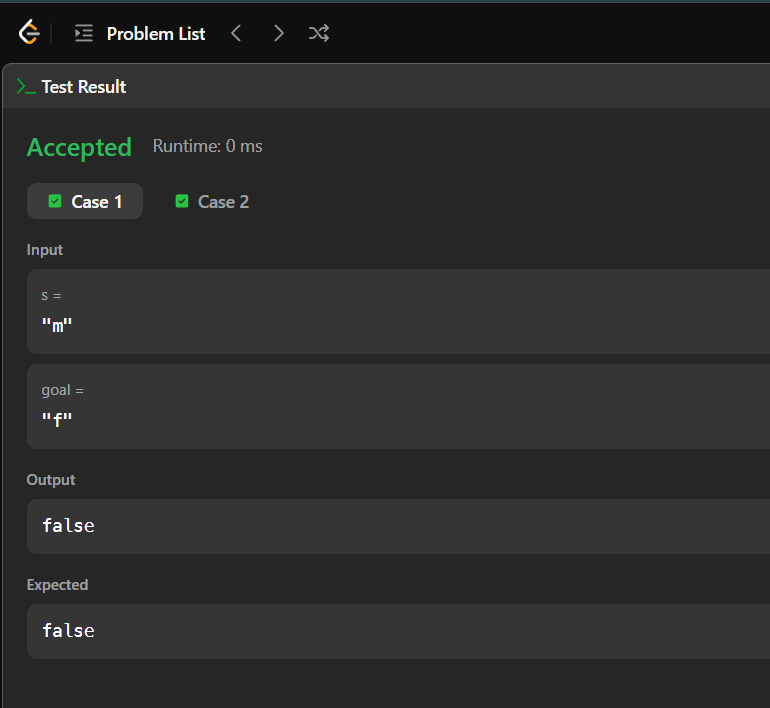 Problem List
Test Result
Accepted Runtime: 0 ms
Case 1 Case 2
Input
s =
"m"
goal =
"f"
Output
false
Expected
false